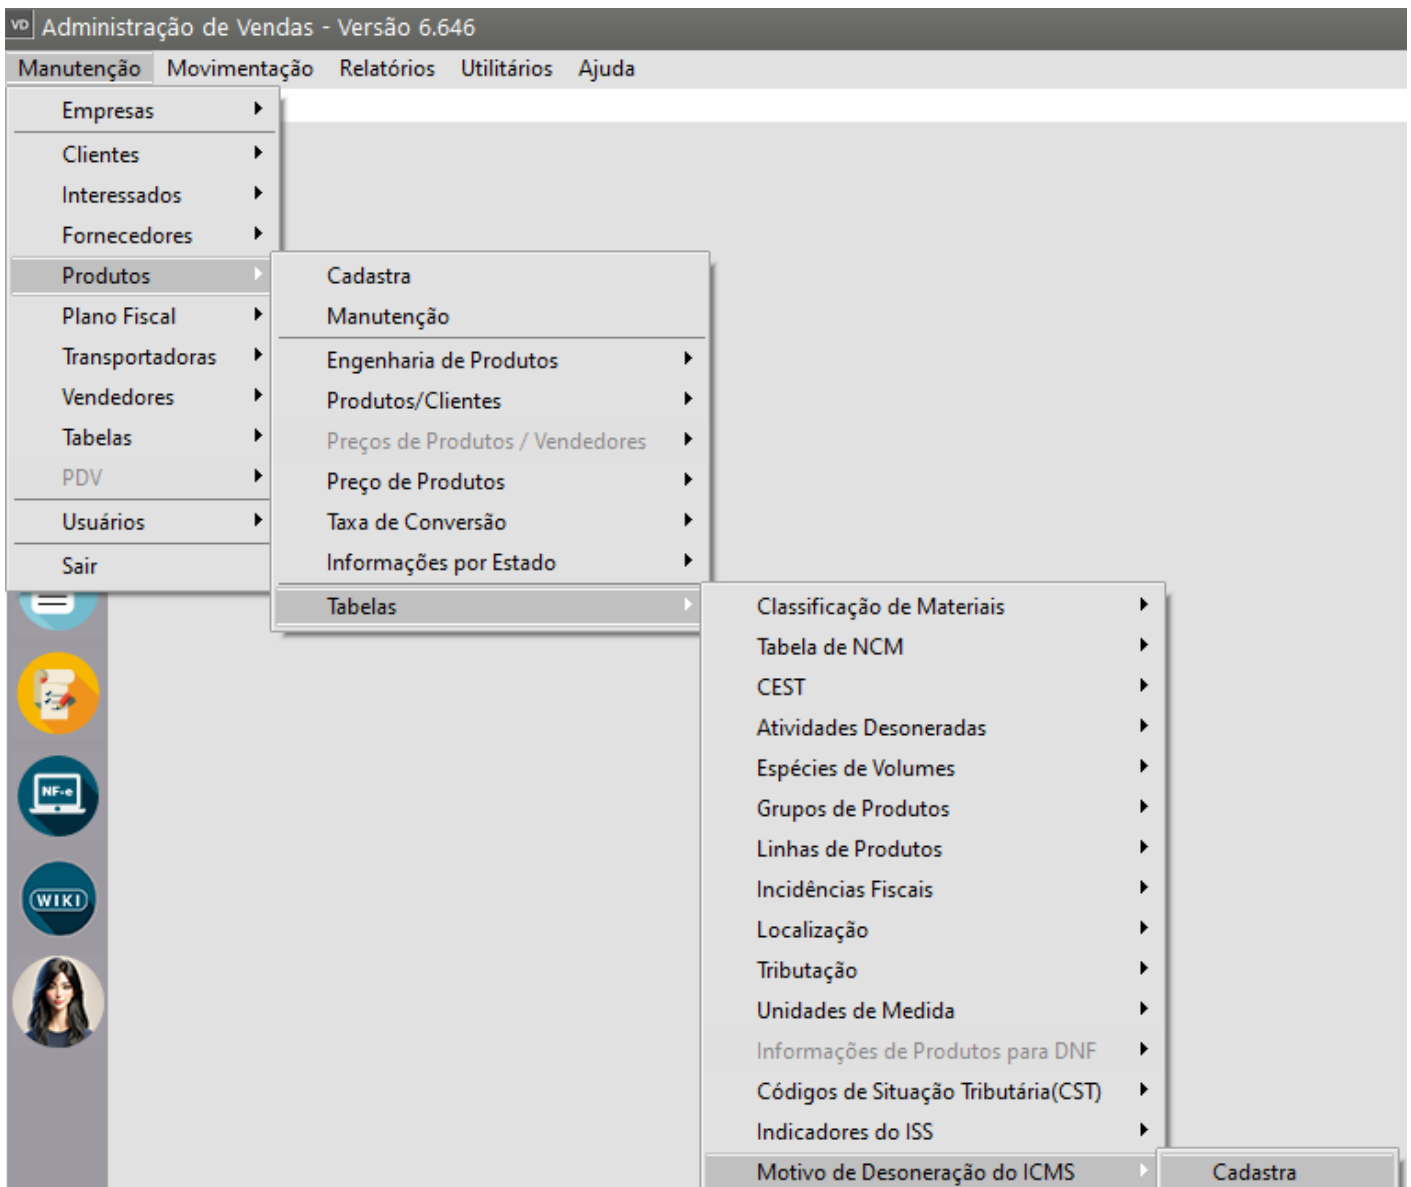 VD Administração de Vendas - Versão 6.646
Manutenção Movimentação Relatórios Utilitários Ajuda
Empresas
Clientes
Interessados
Fornecedores
Produtos
Plano Fiscal
Transportadoras
Vendedores
Tabelas
PDV
Usuários
Sair
Cadastra
Manutenção
Engenharia de Produtos
Produtos/Clientes
Preços de Produtos / Vendedores
Preço de Produtos
Taxa de Conversão
Informações por Estado
Tabelas
Classificação de Materiais
Tabela de NCM
CEST
Atividades Desoneradas
Espécies de Volumes
Grupos de Produtos
Linhas de Produtos
Incidências Fiscais
Localização
Tributação
Unidades de Medida
Informações de Produtos para DNF
Códigos de Situação Tributária(CST)
Indicadores do ISS
Motivo de Desoneração do ICMS
Cadastra
NF-e
WIKI